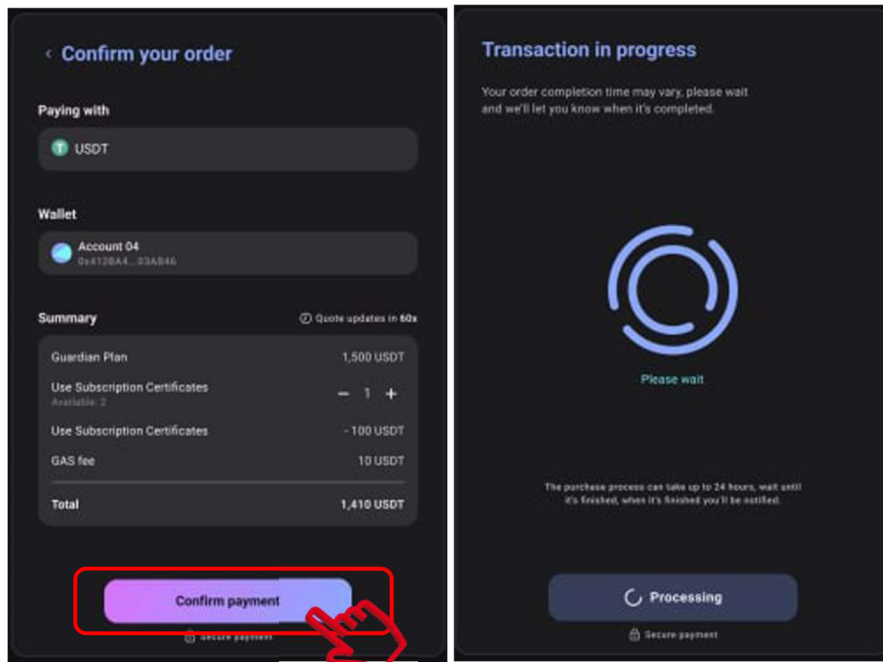 ‹ Confirm your order
Paying with
T USDT
Wallet
Account 04
0x412BA4...03AB46
Summary
Quote updates in 60s
Guardian Plan 1,500 USDT
Use Subscription Certificates − 1 +
Available: 2
Use Subscription Certificates - 100 USDT
GAS fee 10 USDT
Total 1,410 USDT
Confirm payment
Secure payment
Transaction in progress
Your order completion time may vary, please wait
and we'll let you know when it's completed.
Please wait
The purchase process can take up to 24 hours, wait until
it's finished, when it's finished you'll be notified.
Processing
Secure payment